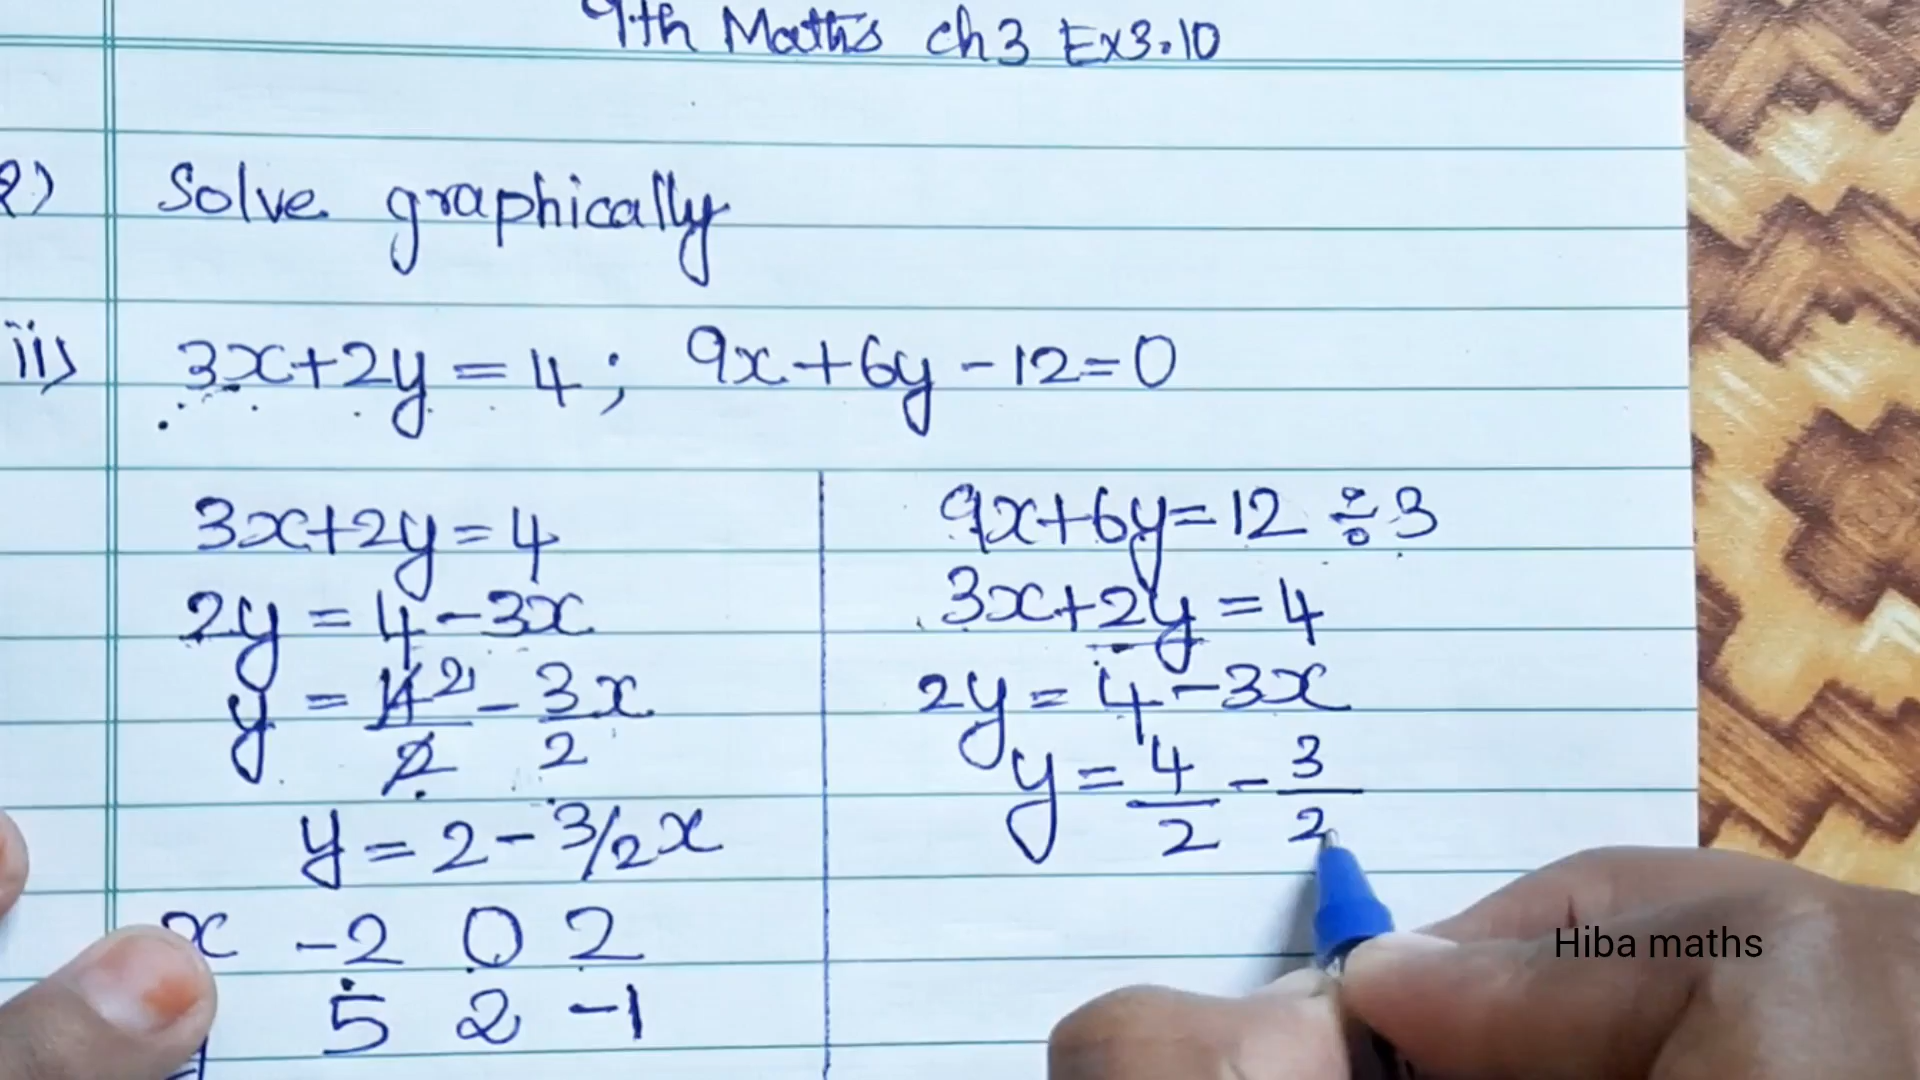 9th Maths ch3 Ex3.10
2) Solve graphically
ii) 3x+2y=4; 9x+6y-12=0
3x+2y=4
2y=4-3x
y=4/2 2-3/2x
y=2-3/2x
x -2 0 2
y 5 2 -1
9x+6y=12 ÷3
3x+2y=4
2y=4-3x
y=4/2-3/2
Hiba maths